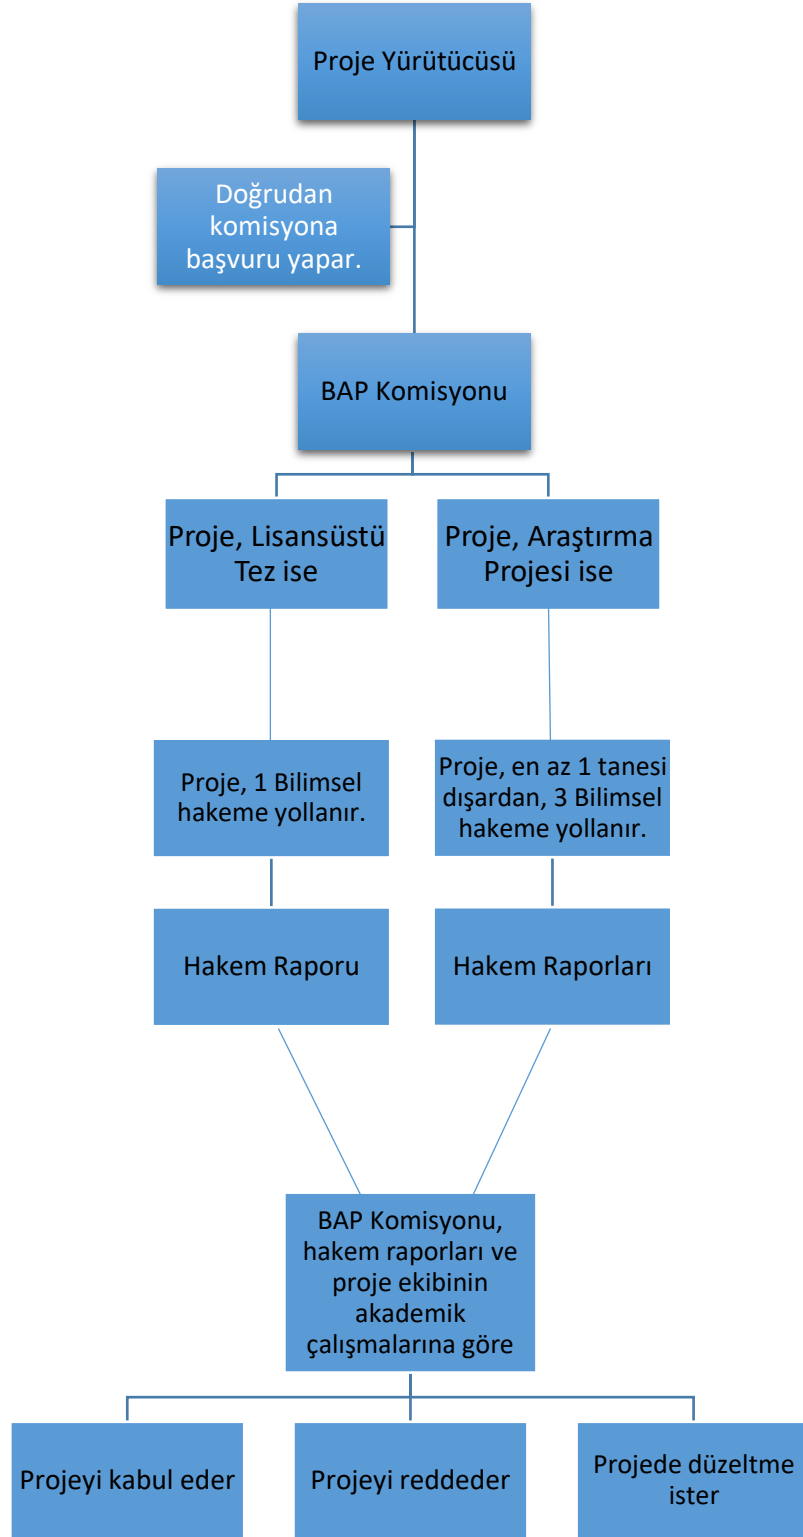 Proje Yürütücüsü
Doğrudan
komisyona
başvuru yapar.
BAP Komisyonu
Proje, Lisansüstü
Tez ise
Proje, Araştırma
Projesi ise
Proje, 1 Bilimsel
hakeme yollanır.
Proje, en az 1 tanesi
dışardan, 3 Bilimsel
hakeme yollanır.
Hakem Raporu
Hakem Raporları
BAP Komisyonu,
hakem raporları ve
proje ekibinin
akademik
çalışmalarına göre
Projeyi kabul eder
Projeyi reddeder
Projede düzeltme
ister